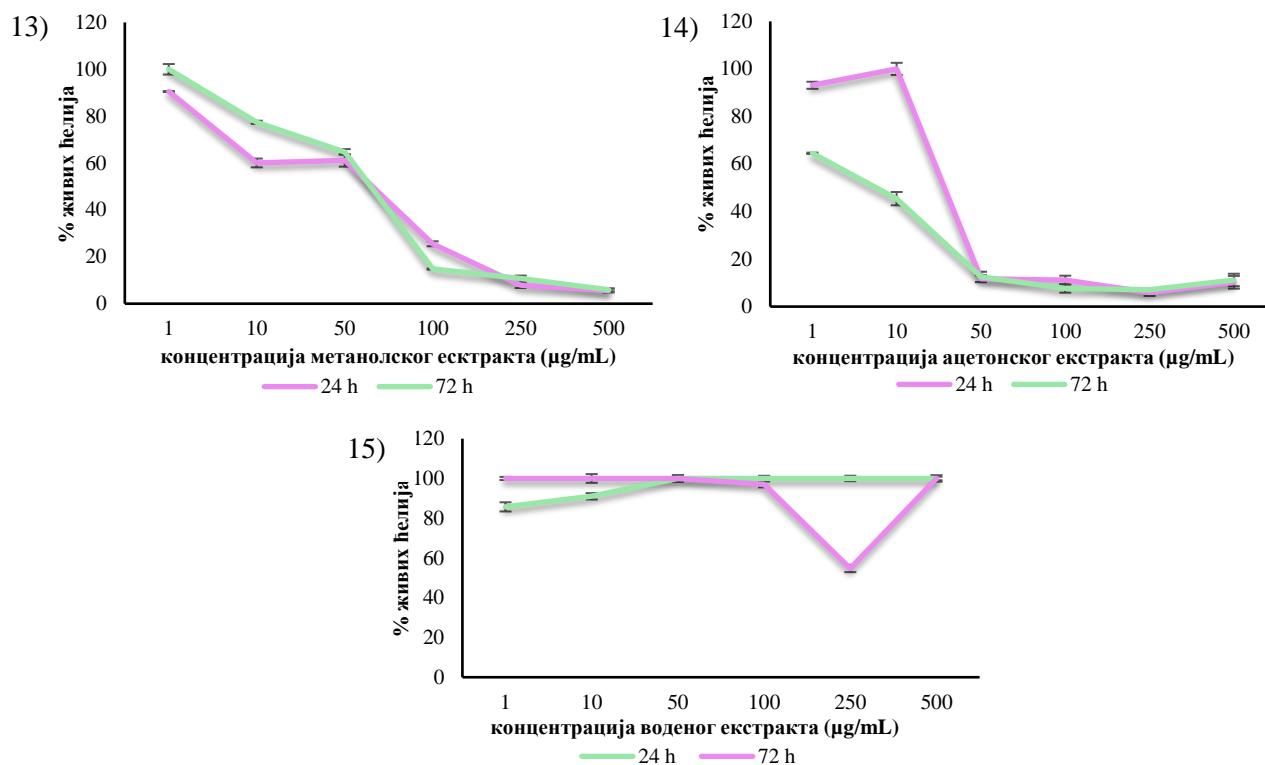 13)
% живих ћелија
120
100
80
60
40
20
0
1 10 50 100 250 500
концентрација метанолског есктракта (µg/mL)
24 h 72 h
14)
% живих ћелија
120
100
80
60
40
20
0
1 10 50 100 250 500
концентрација ацетонског екстракта (µg/mL)
24 h 72 h
15)
% живих ћелија
120
100
80
60
40
20
0
1 10 50 100 250 500
концентрација воденог екстракта (µg/mL)
24 h 72 h